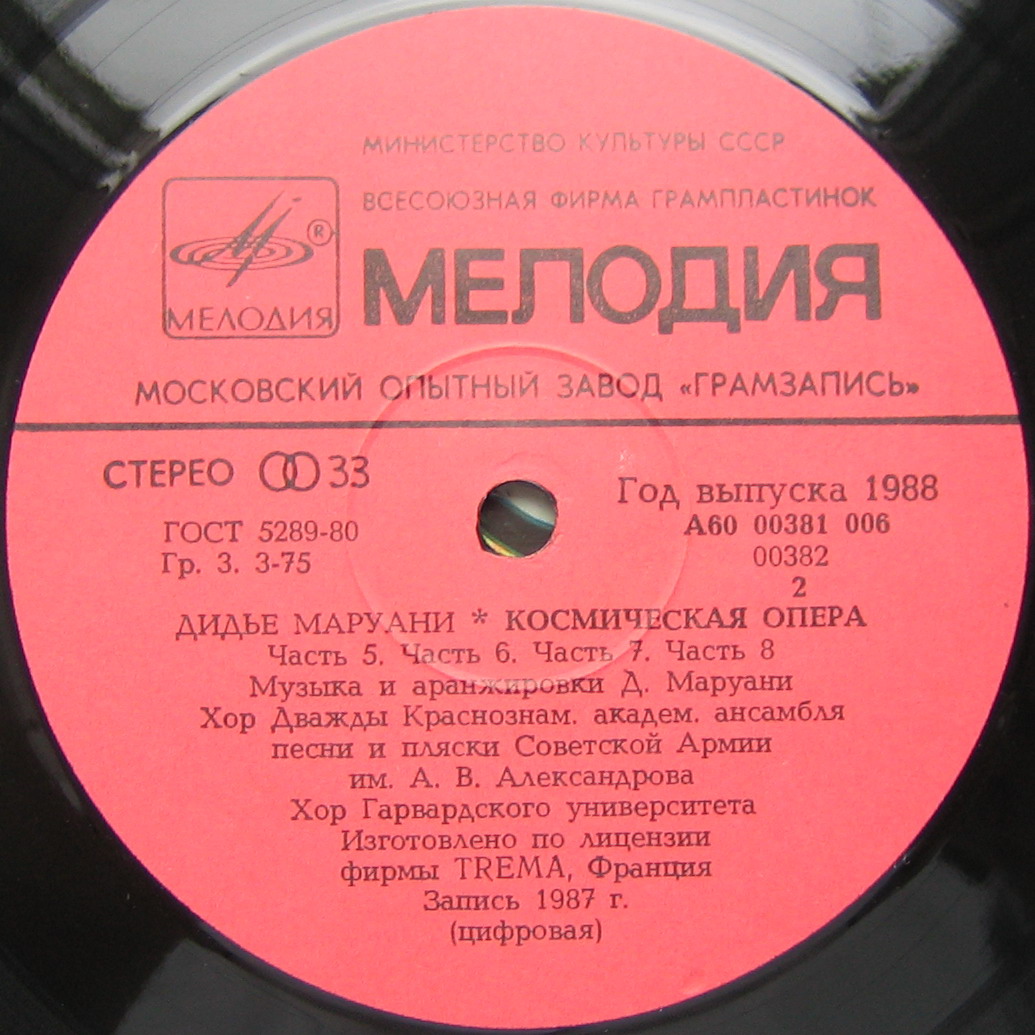 МИНИСТЕРСТВО КУЛЬТУРЫ СССР
ВСЕСОЮЗНАЯ ФИРМА ГРАМПЛАСТИНОК
®
МЕЛОДИЯ
МЕЛОДИЯ
МОСКОВСКИЙ ОПЫТНЫЙ ЗАВОД «ГРАМЗАПИСЬ»
СТЕРЕО 33
Год выпуска 1988
ГОСТ 5289-80
А60 00381 006
Гр. 3. 3-75
00382
2
ДИДЬЕ МАРУАНИ * КОСМИЧЕСКАЯ ОПЕРА
Часть 5. Часть 6. Часть 7. Часть 8
Музыка и аранжировки Д. Маруани
Хор Дважды Краснознам. академ. ансамбля
песни и пляски Советской Армии
им. А. В. Александрова
Хор Гарвардского университета
Изготовлено по лицензии
фирмы TREMA, Франция
Запись 1987 г.
(цифровая)